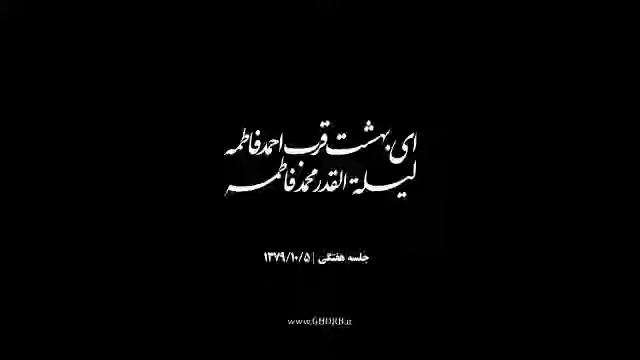 ای بهشت قرب احمد فاطمه
لیلة القدر محمد فاطمه
جلسه هفتگی | ۱۳۷۹/۱۰/۵
www.GHORB.ir